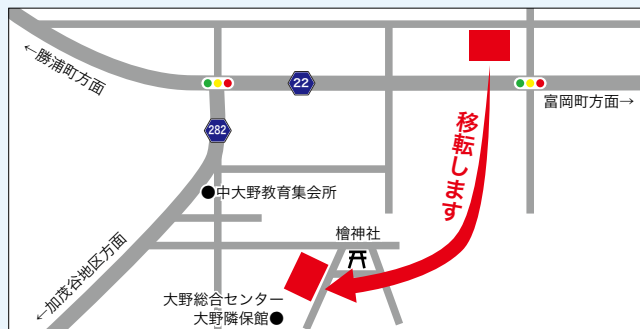 ←勝浦町方面
22
富岡町方面→
282
移転します
●中大野教育集会所
檜神社
←加茂谷地区方面
大野総合センター
大野隣保館●